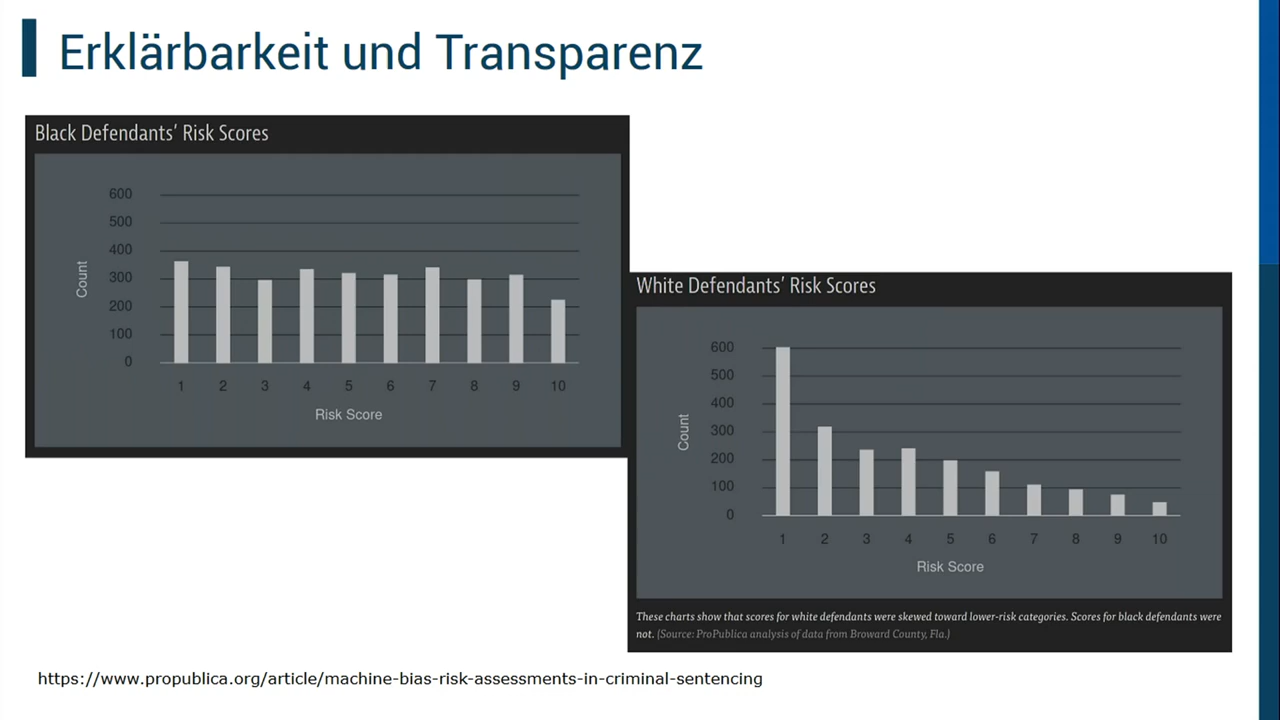 Erklärbarkeit und Transparenz
Black Defendants’ Risk Scores
600
500
400
300
200
100
0
Count
1 2 3 4 5 6 7 8 9 10
Risk Score
White Defendants’ Risk Scores
600
500
400
300
200
100
0
Count
1 2 3 4 5 6 7 8 9 10
Risk Score
These charts show that scores for white defendants were skewed toward lower-risk categories. Scores for black defendants were
not. (Source: ProPublica analysis of data from Broward County, Fla.)
https://www.propublica.org/article/machine-bias-risk-assessments-in-criminal-sentencing